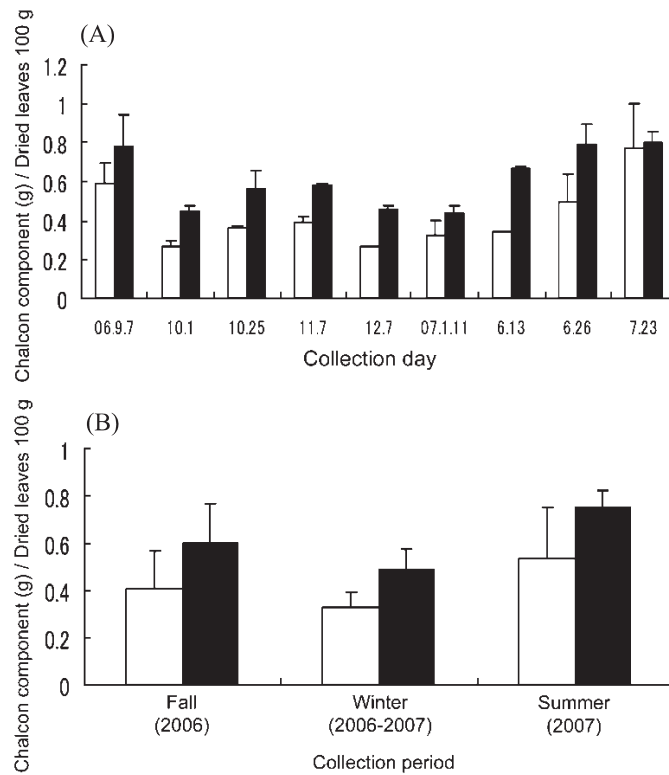 (A)
Chalcon component (g) / Dried leaves 100 g
1.2
1
0.8
0.6
0.4
0.2
0
06.9.7 10.1 10.25 11.7 12.7 07.1.11 6.13 6.26 7.23
Collection day
(B)
Chalcon component (g) / Dried leaves 100 g
1
0.8
0.6
0.4
0.2
0
Fall Winter Summer
(2006) (2006-2007) (2007)
Collection period